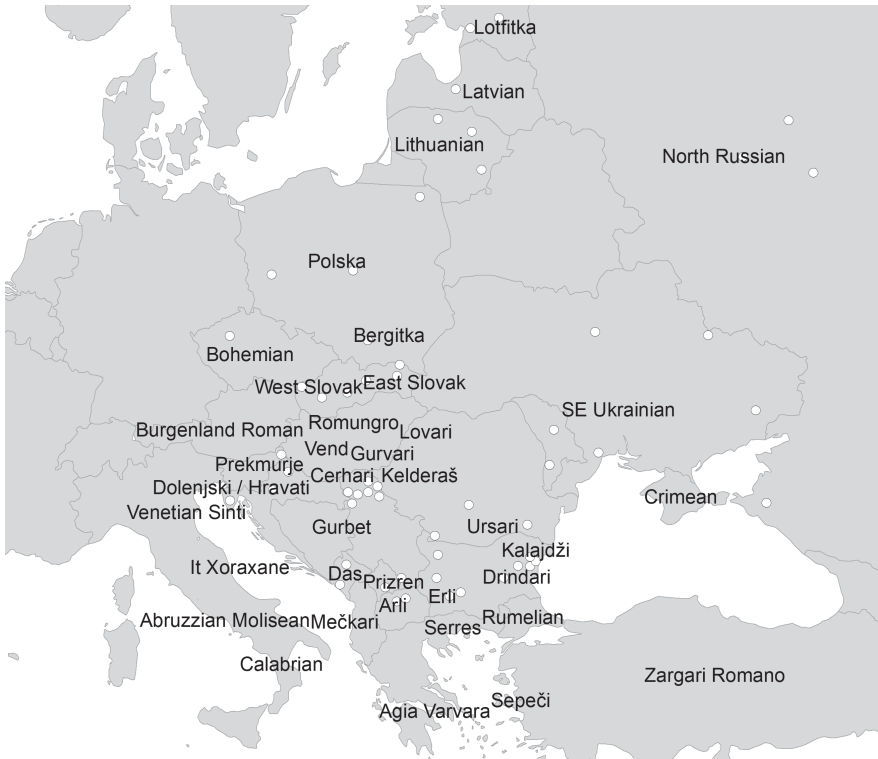 Lotfitka
Latvian
Lithuanian
North Russian
Polska
Bergitka
Bohemian
West Slovak
East Slovak
SE Ukrainian
Burgenland Roman
Romungro
Lovari
Vend
Gurvari
Prekmurje
Cerhari
Kelderaš
Dolenjski / Hravati
Crimean
Venetian Sinti
Gurbet
Ursari
Kalajdži
It Xoraxane
Das
Prizren
Drindari
Erli
Arli
Abruzzian Molisean
Mečkari
Rumelian
Serres
Calabrian
Zargari Romano
Sepeči
Agia Varvara